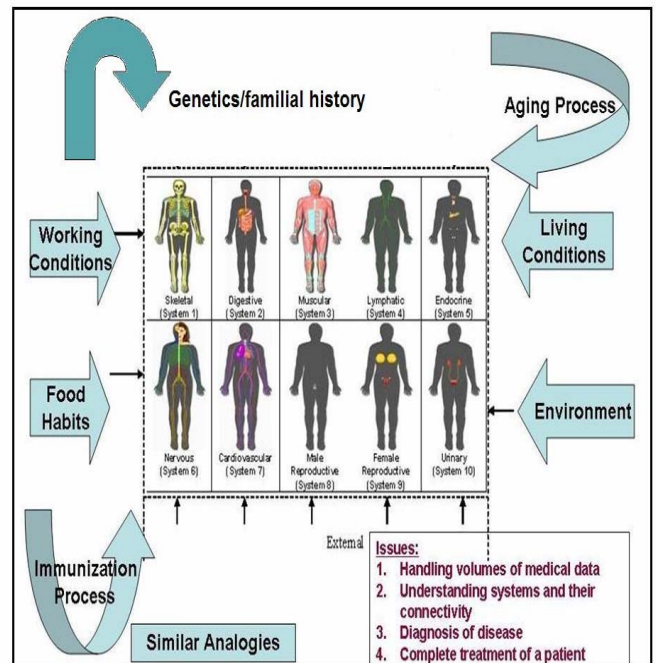 Genetics/familial history
Aging Process
Working
Conditions
Living
Conditions
Skeletal
(System 1)
Digestive
(System 2)
Muscular
(System 3)
Lymphatic
(System 4)
Endocrine
(System 5)
Food
Habits
Environment
Nervous
(System 6)
Cardiovascular
(System 7)
Male
Reproductive
(System 8)
Female
Reproductive
(System 9)
Urinary
(System 10)
External
Immunization
Process
Similar Analogies
Issues:
1. Handling volumes of medical data
2. Understanding systems and their
connectivity
3. Diagnosis of disease
4. Complete treatment of a patient